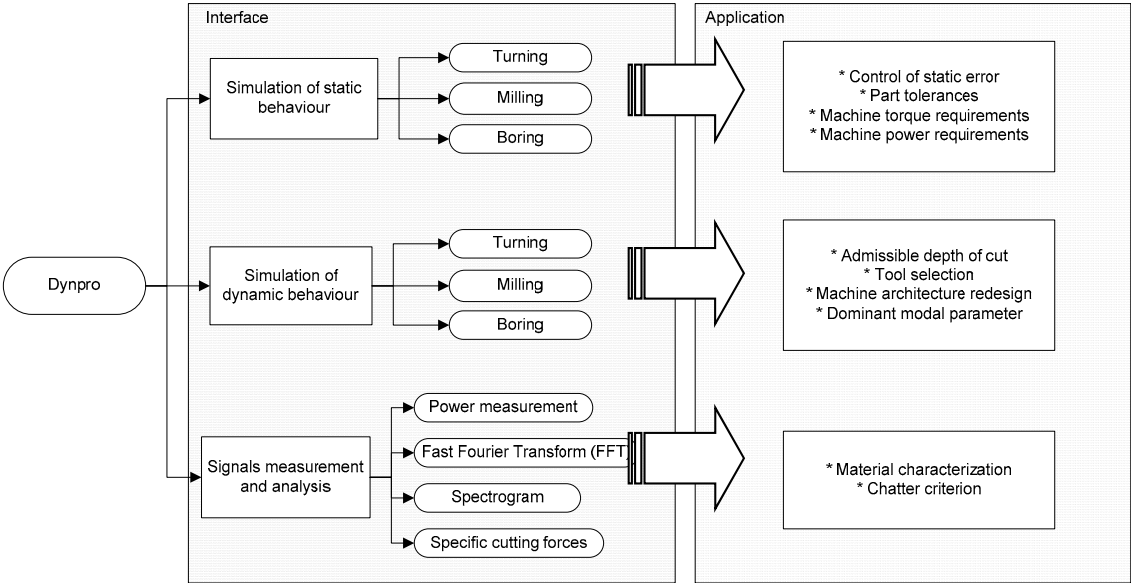 Interface
Application
Simulation of static
behaviour
Turning
Milling
Boring
* Control of static error
* Part tolerances
* Machine torque requirements
* Machine power requirements
Dynpro
Simulation of
dynamic behaviour
Turning
Milling
Boring
* Admissible depth of cut
* Tool selection
* Machine architecture redesign
* Dominant modal parameter
Signals measurement
and analysis
Power measurement
Fast Fourier Transform (FFT)
Spectrogram
Specific cutting forces
* Material characterization
* Chatter criterion